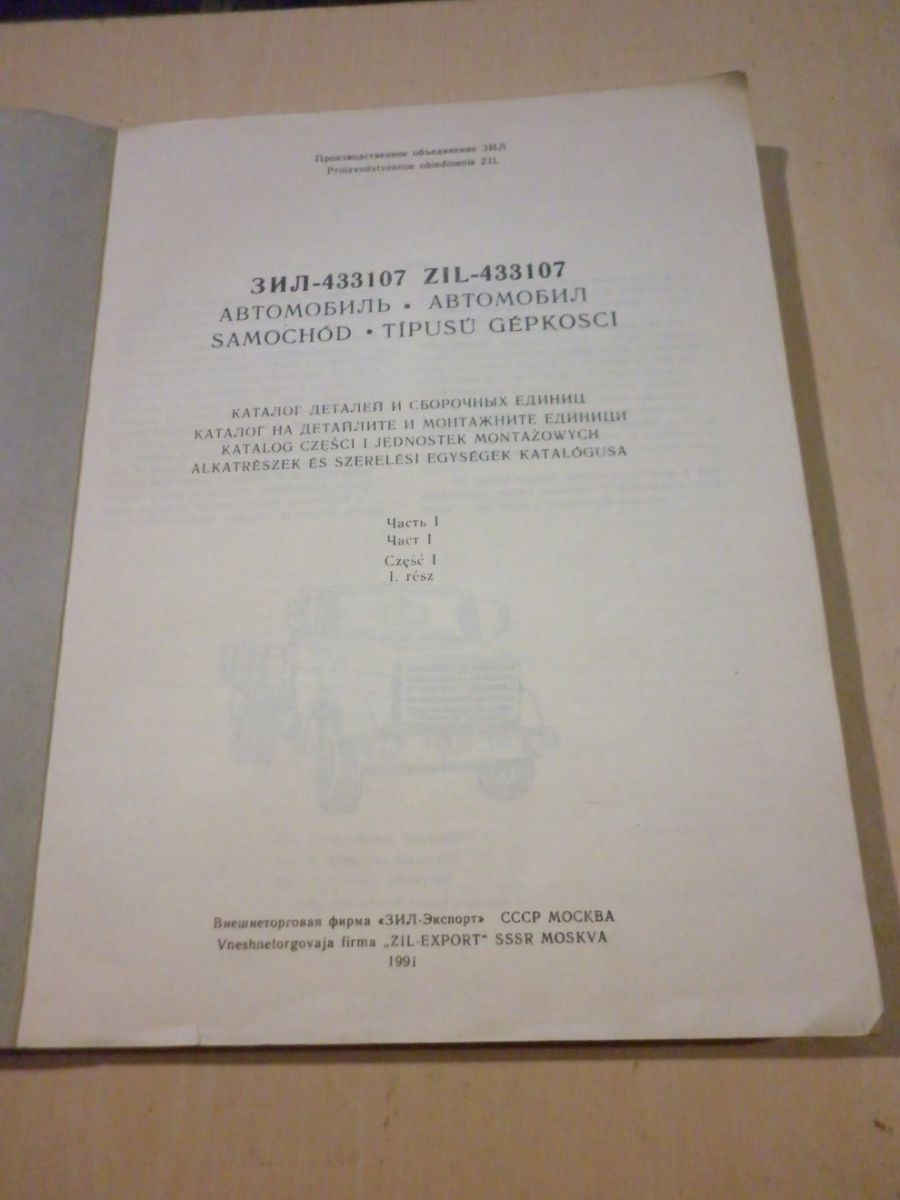 Производственное объединение ЗИЛ
Proizvodstvennoe obiedinenie ZIL
ЗИЛ-433107 ZIL-433107
АВТОМОБИЛЬ • АВТОМОБИЛ
SAMOCHÓD • TÍPUSÚ GÉPKOSCI
КАТАЛОГ ДЕТАЛЕЙ И СБОРОЧНЫХ ЕДИНИЦ
КАТАЛОГ НА ДЕТАЙЛИТЕ И МОНТАЖНИТЕ ЕДИНИЦИ
KATALOG CZĘŚCI I JEDNOSTEK MONTAŻOWYCH
ALKATRÉSZEK ÉS SZERELÉSI EGYSÉGEK KATALÓGUSA
Часть I
Част I
Część I
I. rész
Внешнеторговая фирма «ЗИЛ-Экспорт» СССР МОСКВА
Vneshnetorgovaja firma „ZIL-EXPORT“ SSSR MOSKVA
1991